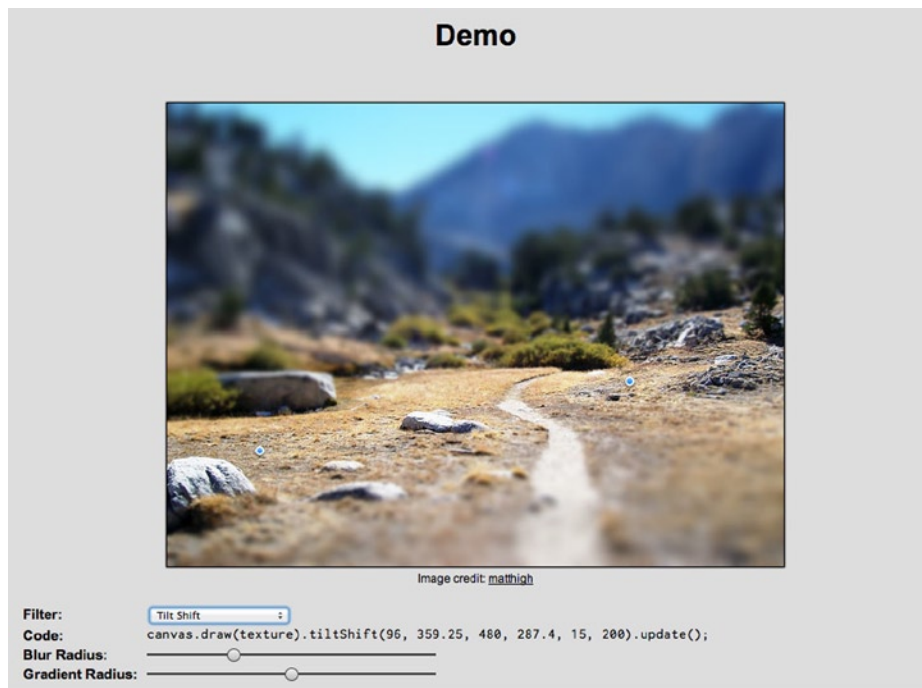 Demo
Image credit: matthigh
Filter: Tilt Shift
Code: canvas.draw(texture).tiltShift(96, 359.25, 480, 287.4, 15, 200).update();
Blur Radius:
Gradient Radius: